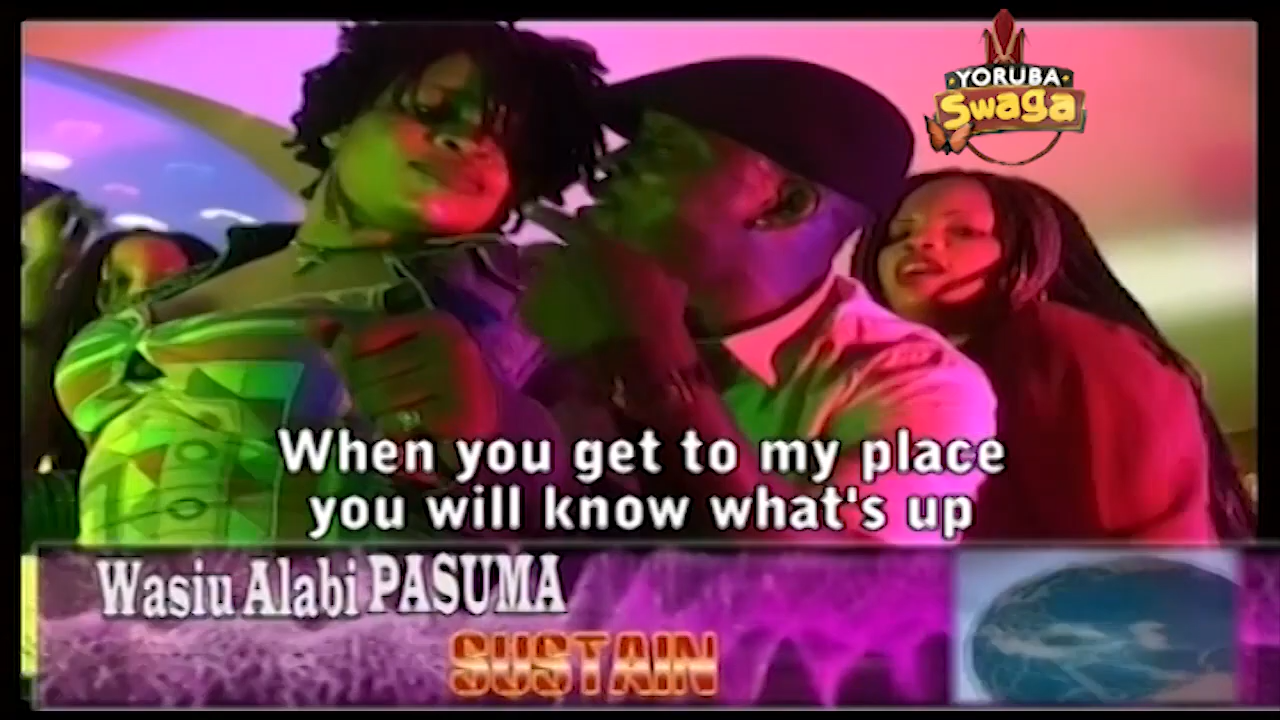 YORUBA
Swaga
When you get to my place
you will know what's up
Wasiu Alabi PASUMA
SUSTAIN